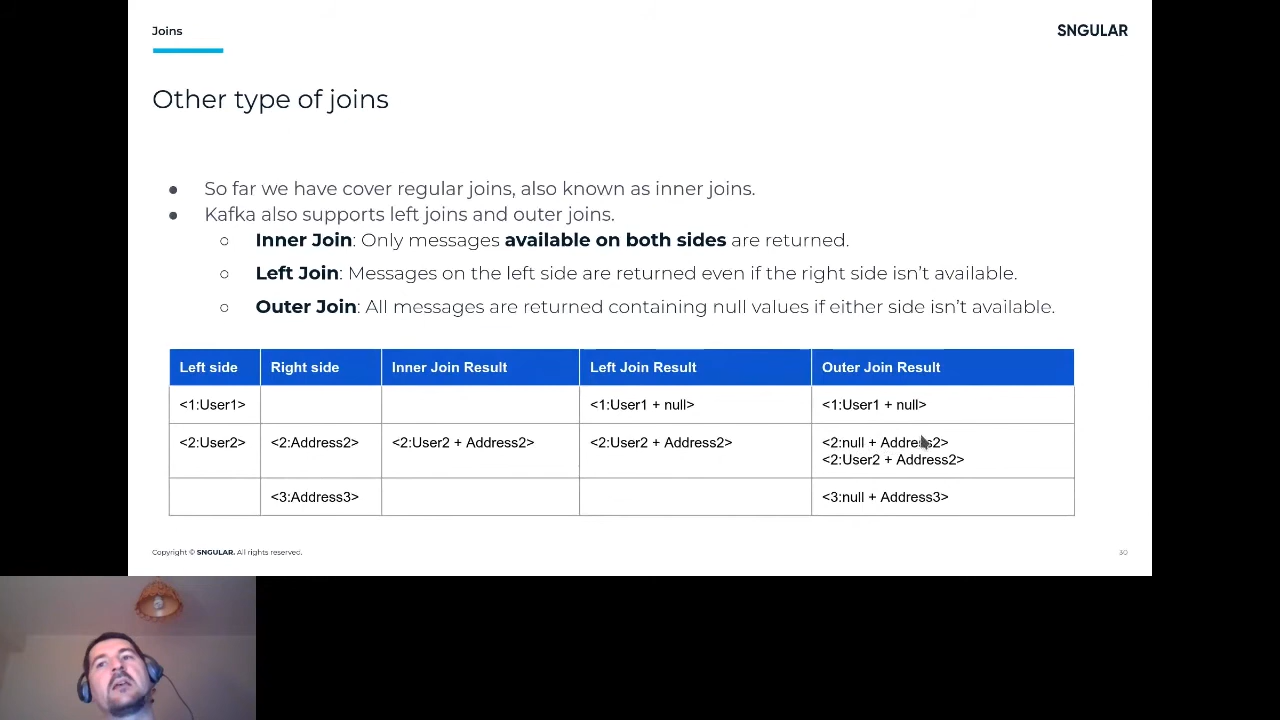 Joins
SNGULAR
Other type of joins
● So far we have cover regular joins, also known as inner joins.
● Kafka also supports left joins and outer joins.
○ Inner Join: Only messages available on both sides are returned.
○ Left Join: Messages on the left side are returned even if the right side isn't available.
○ Outer Join: All messages are returned containing null values if either side isn't available.
Left side Right side Inner Join Result Left Join Result Outer Join Result
<1:User1> <1:User1 + null> <1:User1 + null>
<2:User2> <2:Address2> <2:User2 + Address2> <2:User2 + Address2> <2:null + Address2>
<2:User2 + Address2>
<3:Address3> <3:null + Address3>
Copyright © SNGULAR. All rights reserved.
30